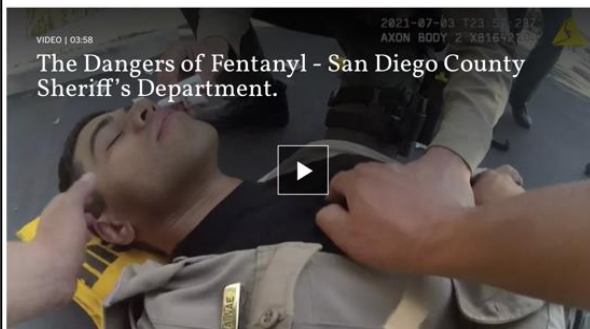 2021-07-03
AXON BODY 2
VIDEO | 03:58
The Dangers of Fentanyl - San Diego County
Sheriff's Department.